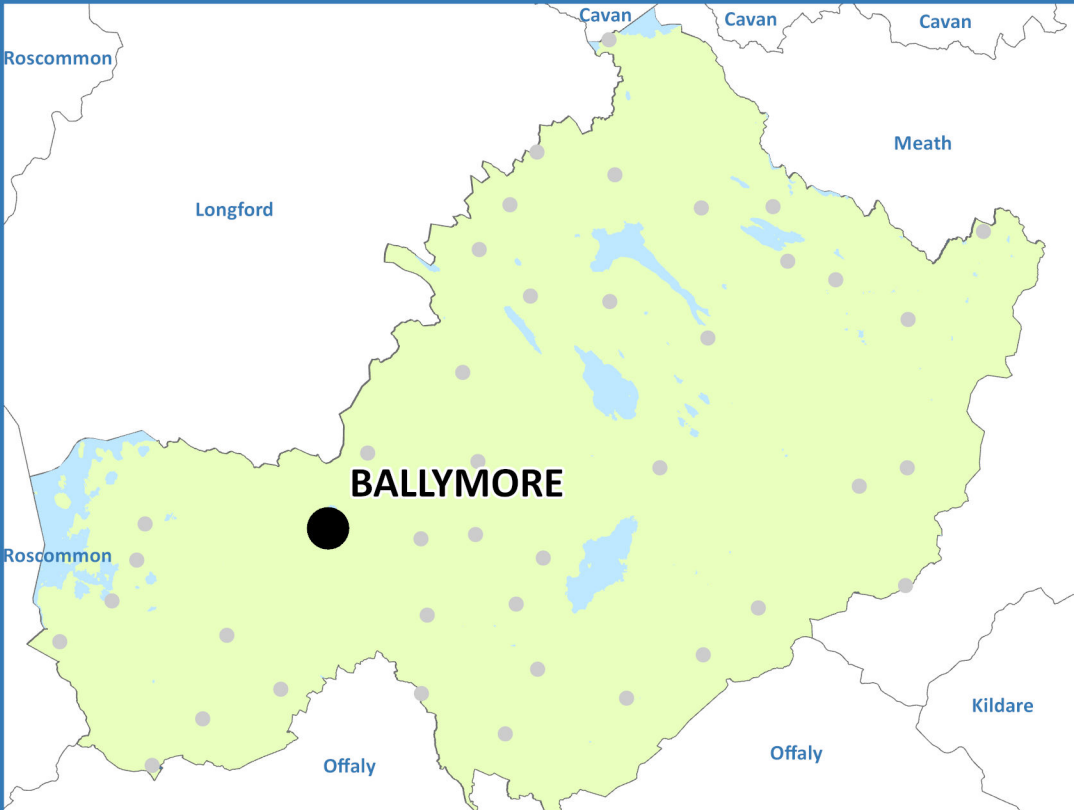 Cavan
Cavan
Cavan
Roscommon
Meath
Longford
BALLYMORE
Roscommon
Kildare
Offaly
Offaly